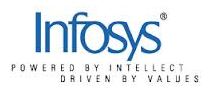 Infosys®
POWERED BY INTELLECT
DRIVEN BY VALUES